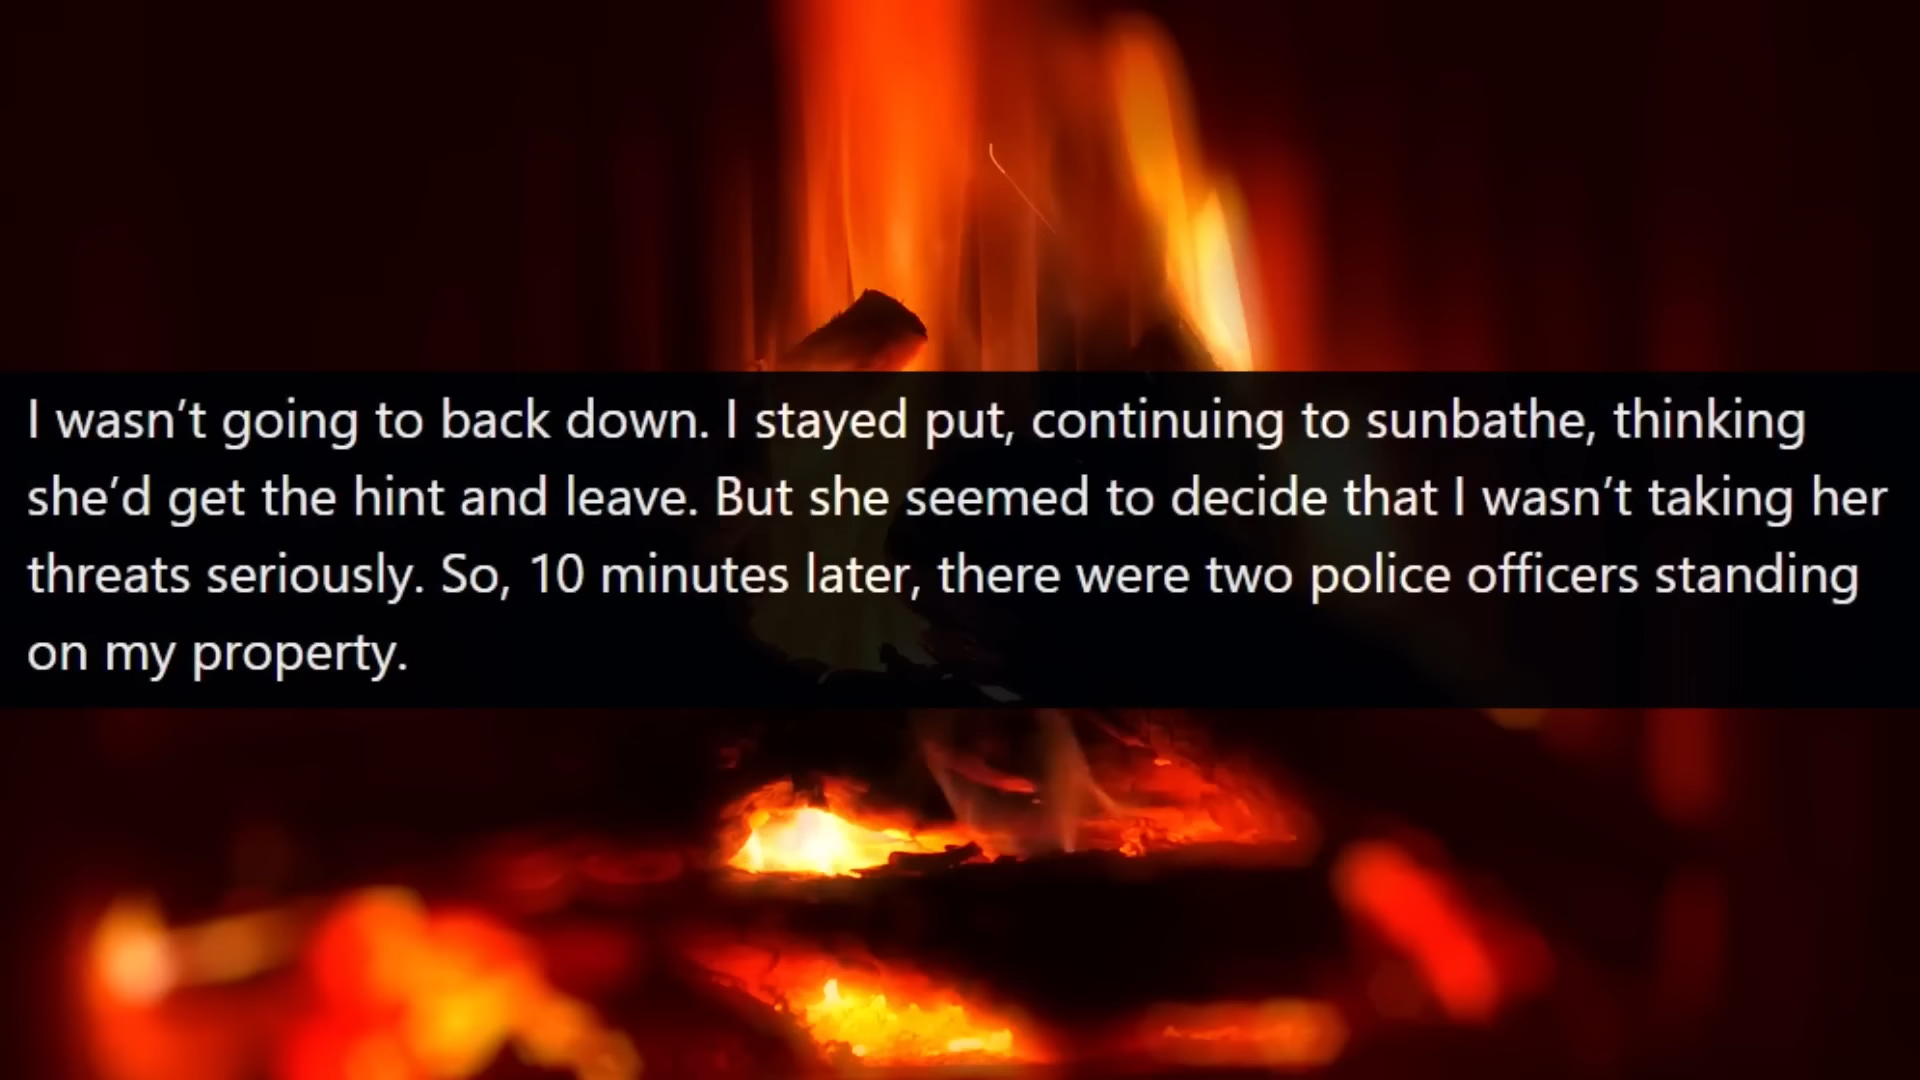 I wasn’t going to back down. I stayed put, continuing to sunbathe, thinking
she’d get the hint and leave. But she seemed to decide that I wasn’t taking her
threats seriously. So, 10 minutes later, there were two police officers standing
on my property.